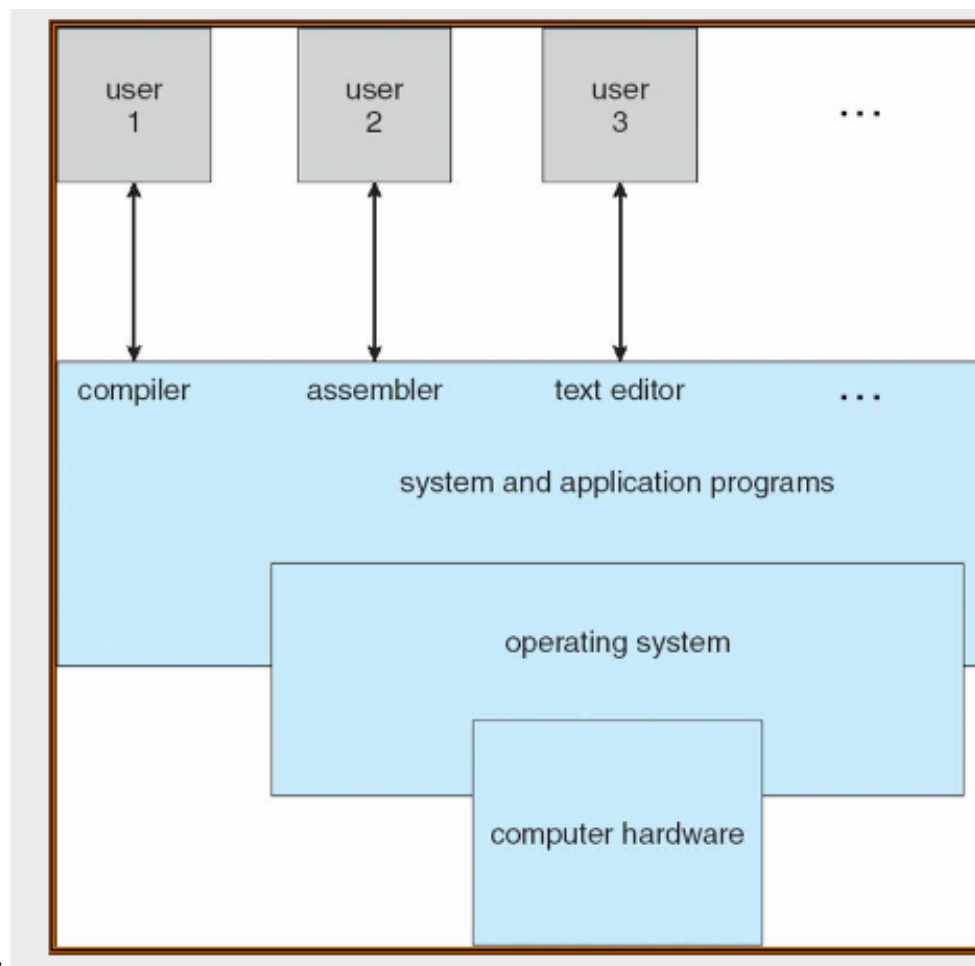 user
1
user
2
user
3
...
compiler
assembler
text editor
...
system and application programs
operating system
computer hardware